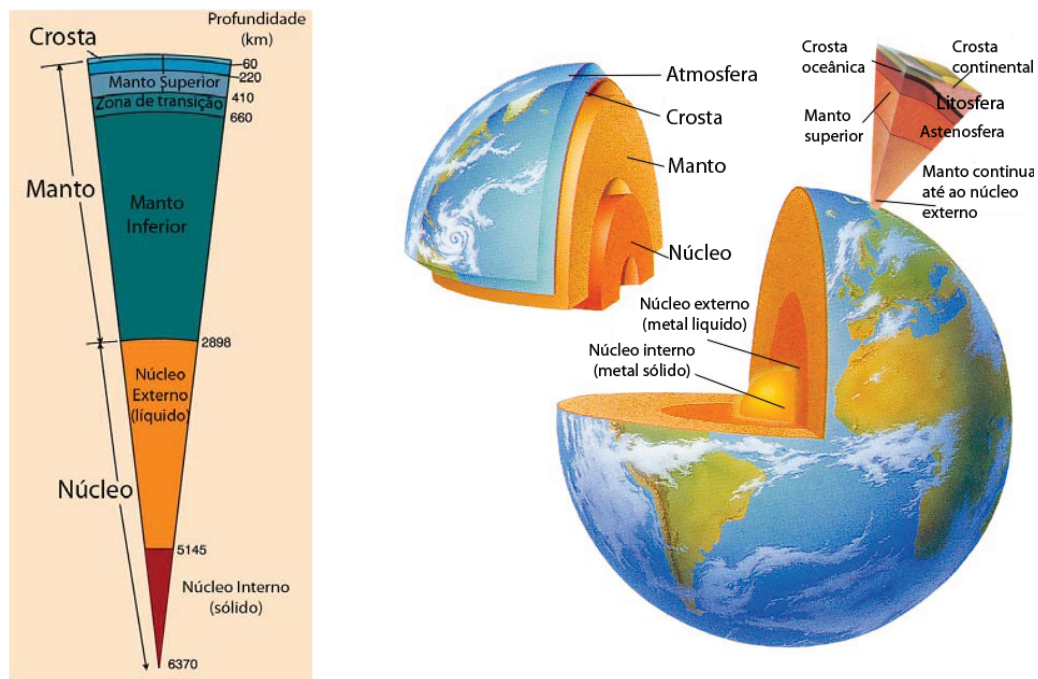 Profundidade
(km)
Crosta
60
220
Manto Superior
410
Zona de transição
660
Manto
Manto
Inferior
2898
Núcleo
Externo
(líquido)
Núcleo
5145
Núcleo Interno
(sólido)
6370
Atmosfera
Crosta
Manto
Núcleo
Crosta
oceânica
Crosta
continental
Litosfera
Manto
superior
Astenosfera
Manto continua
até ao núcleo
externo
Núcleo externo
(metal liquido)
Núcleo interno
(metal sólido)